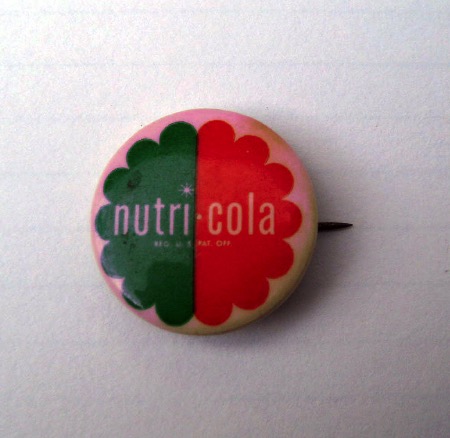 nutri·cola
REG. U. S. PAT. OFF.